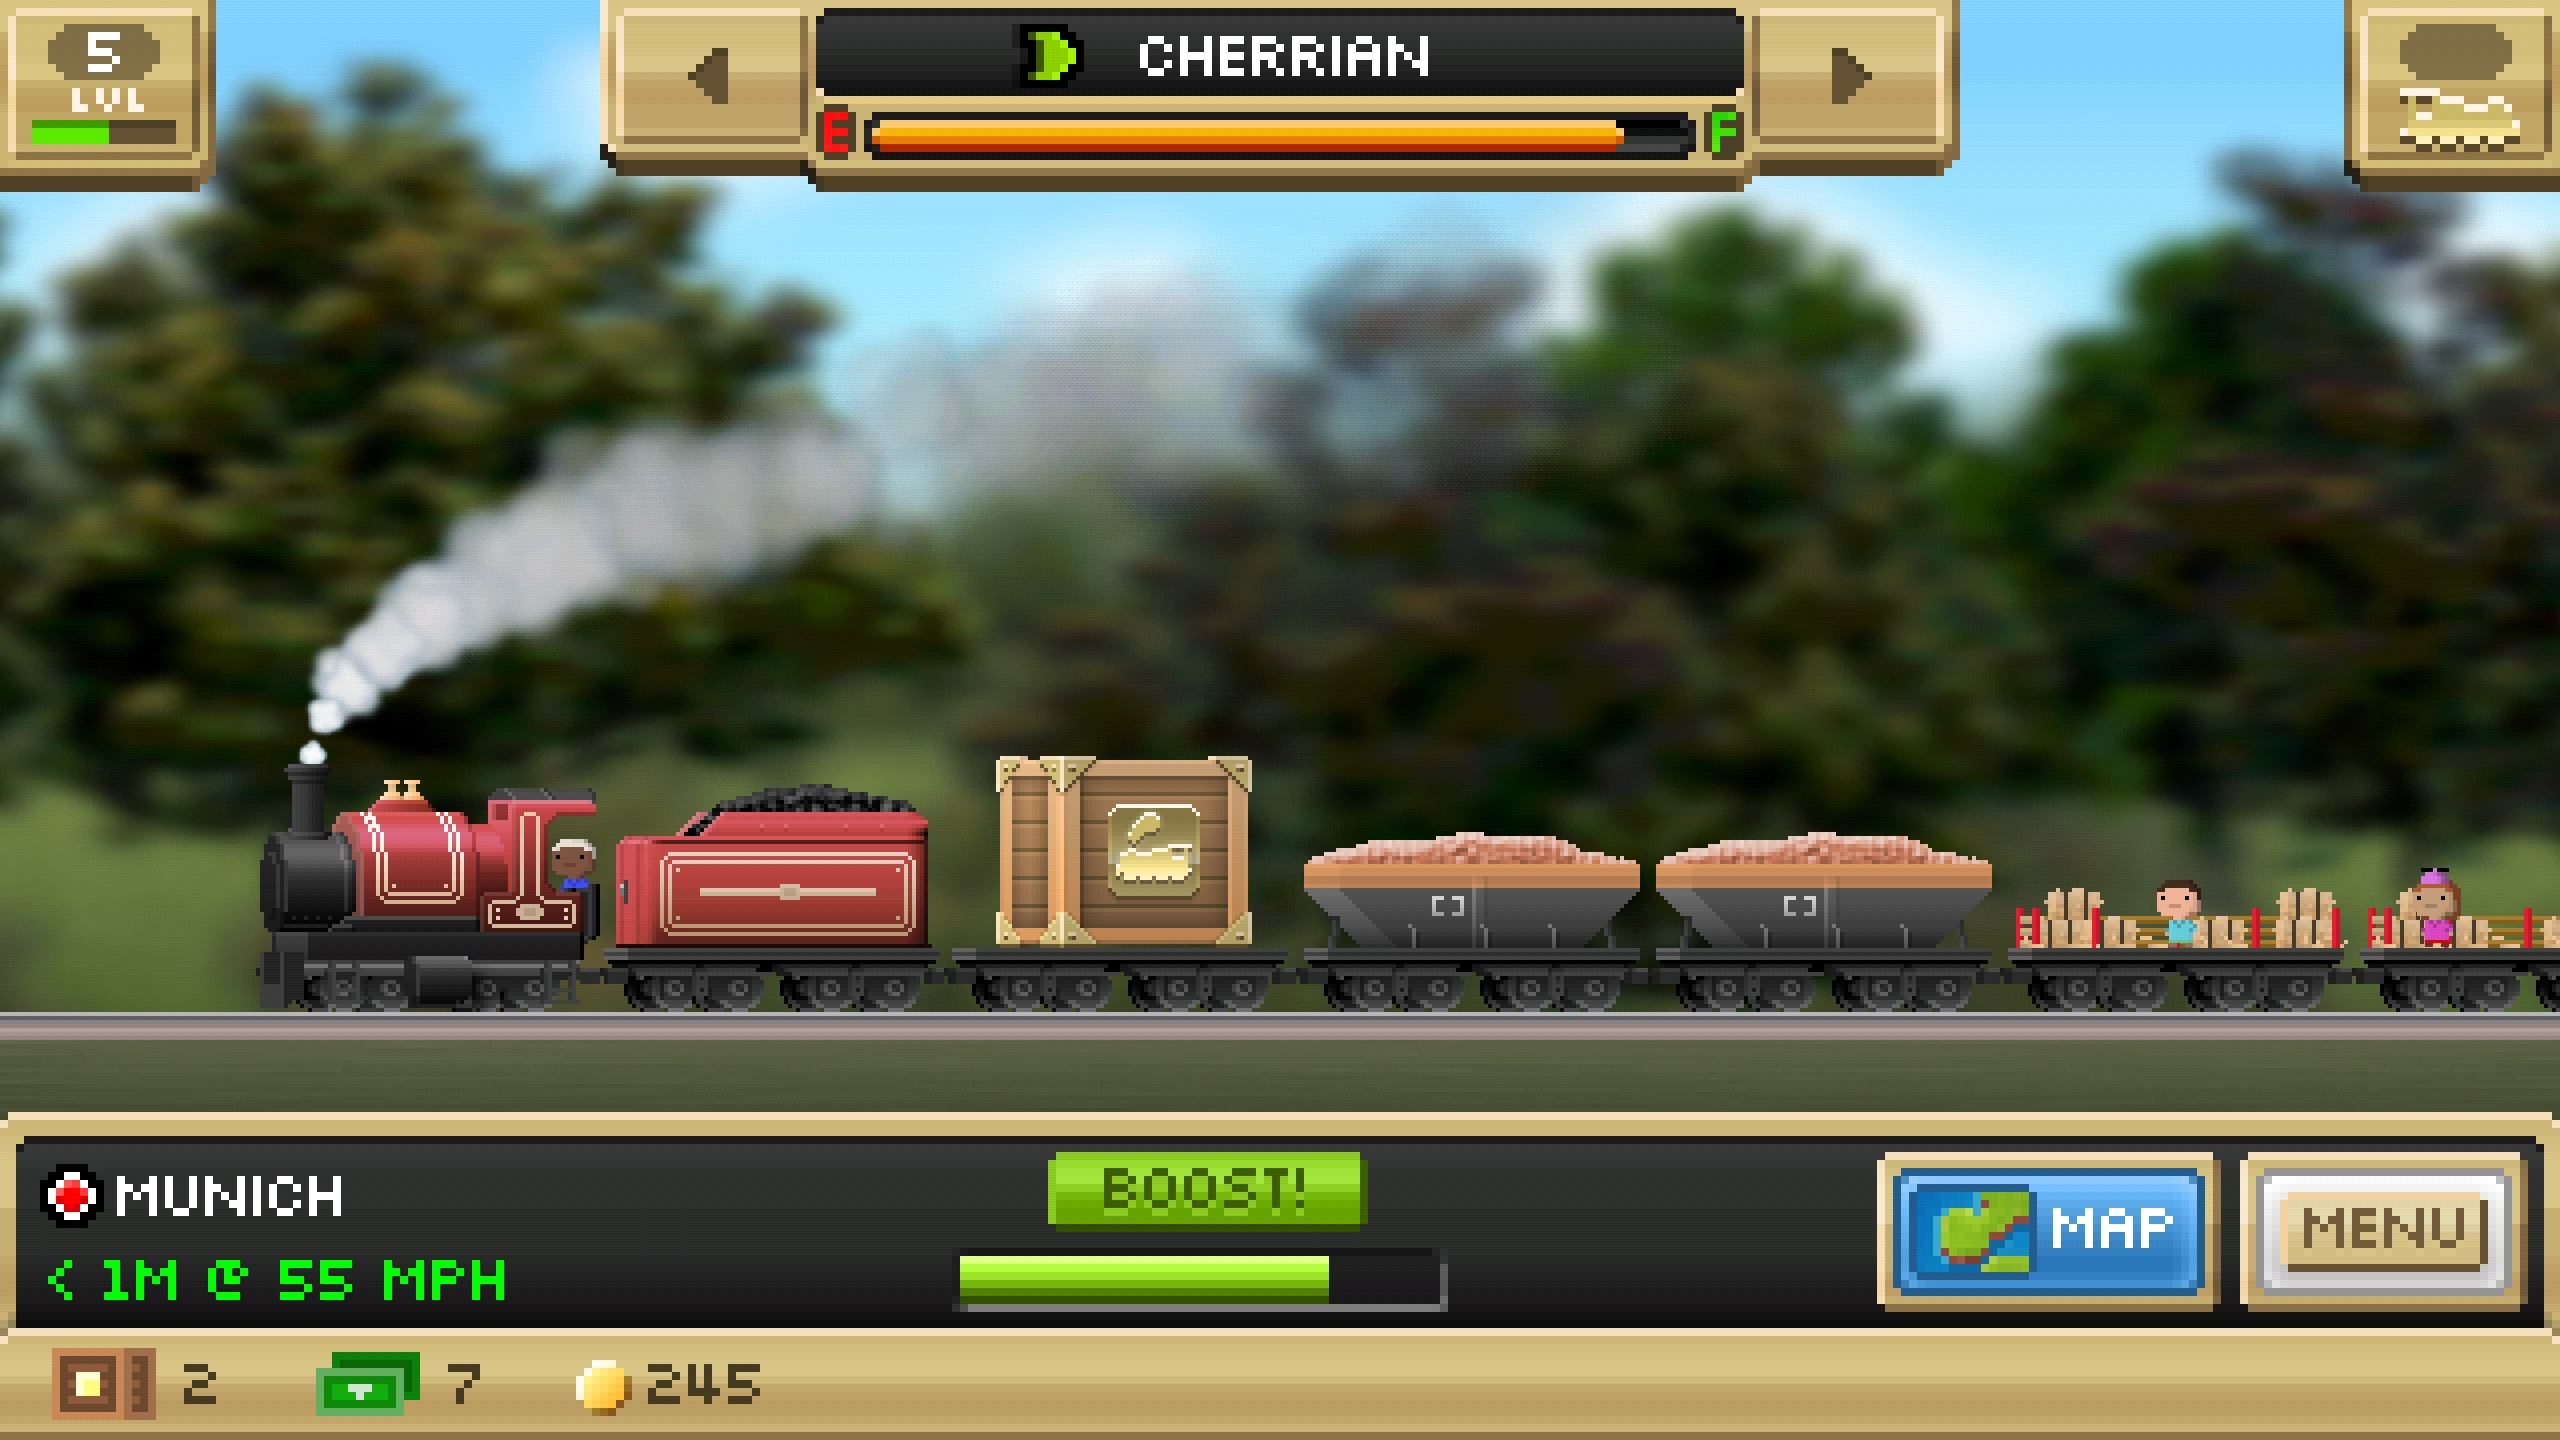 5
LVL
CHERRIAN
E F
MUNICH
BOOST!
< 1M @ 55 MPH
MAP
MENU
2 7 245